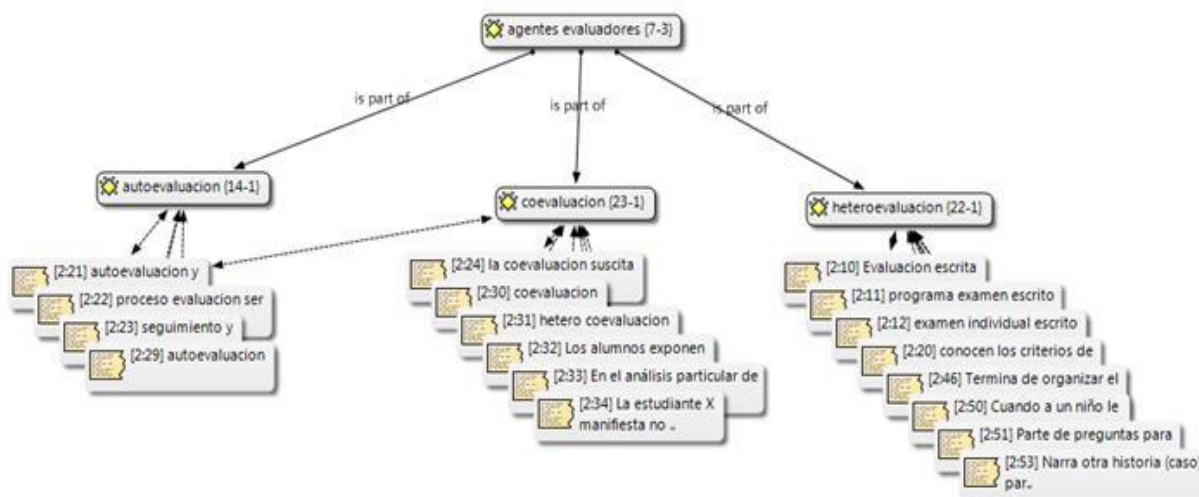 agentes evaluadores {7-3}
is part of
is part of
is part of
autoevaluacion {14-1}
coevaluacion {23-1}
heteroevaluacion {22-1}
[2:21] autoevaluacion y
[2:22] proceso evaluacion ser
[2:23] seguimiento y
[2:29] autoevaluacion
[2:24] la coevaluacion suscita
[2:30] coevaluacion
[2:31] hetero coevaluacion
[2:32] Los alumnos exponen
[2:33] En el análisis particular de
[2:34] La estudiante X
manifiesta no ..
[2:10] Evaluacion escrita
[2:11] programa examen escrito
[2:12] examen individual escrito
[2:20] conocen los criterios de
[2:46] Termina de organizar el
[2:50] Cuando a un niño le
[2:51] Parte de preguntas para
[2:53] Narra otra historia (caso)
par..